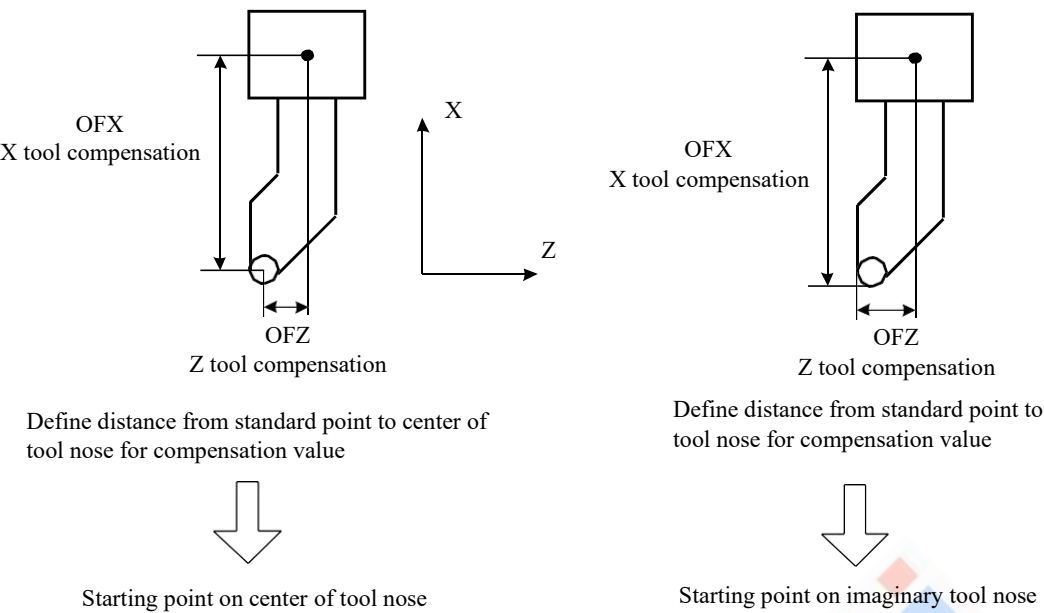 OFX
X tool compensation
X
Z
OFZ
Z tool compensation
Define distance from standard point to center of
tool nose for compensation value
Starting point on center of tool nose
OFX
X tool compensation
OFZ
Z tool compensation
Define distance from standard point to
tool nose for compensation value
Starting point on imaginary tool nose